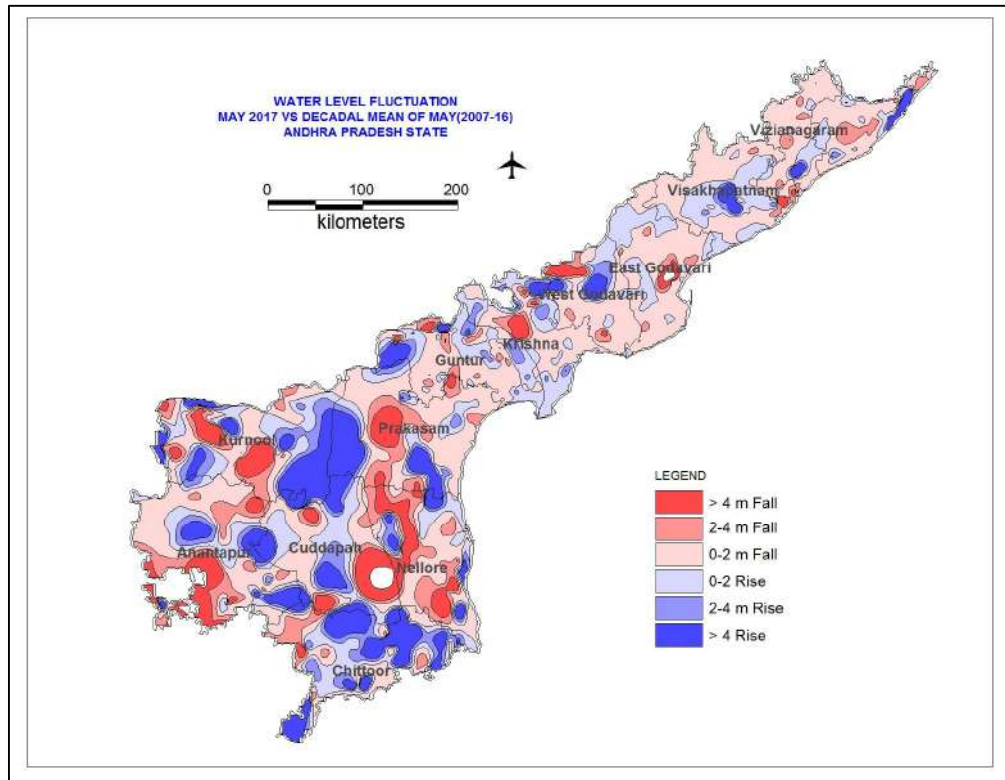 WATER LEVEL FLUCTUATION
MAY 2017 VS DECADAL MEAN OF MAY(2007-16)
ANDHRA PRADESH STATE
0 100 200
kilometers
Vizianagaram
Visakhapatnam
East Godavari
West Godavari
Krishna
Guntur
Prakasam
Kurnool
Anantapur
Cuddapah
Nellore
Chittoor
LEGEND
> 4 m Fall
2-4 m Fall
0-2 m Fall
0-2 Rise
2-4 m Rise
> 4 Rise